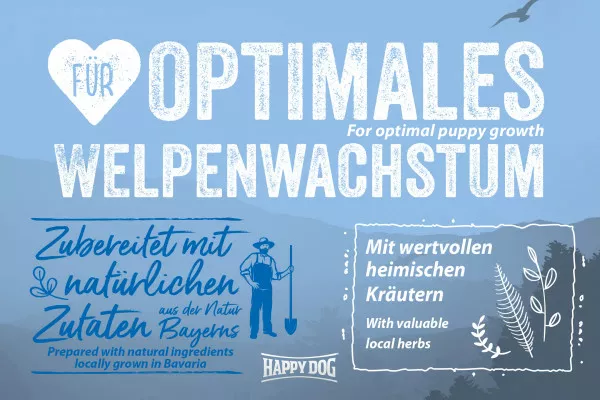 FÜR OPTIMALES
For optimal puppy growth
WELPENWACHSTUM
Zubereitet mit
natürlichen
Zutaten aus der Natur
Bayerns
Prepared with natural ingredients
locally grown in Bavaria
Mit wertvollen
heimischen
Kräutern
With valuable
local herbs
HAPPY DOG